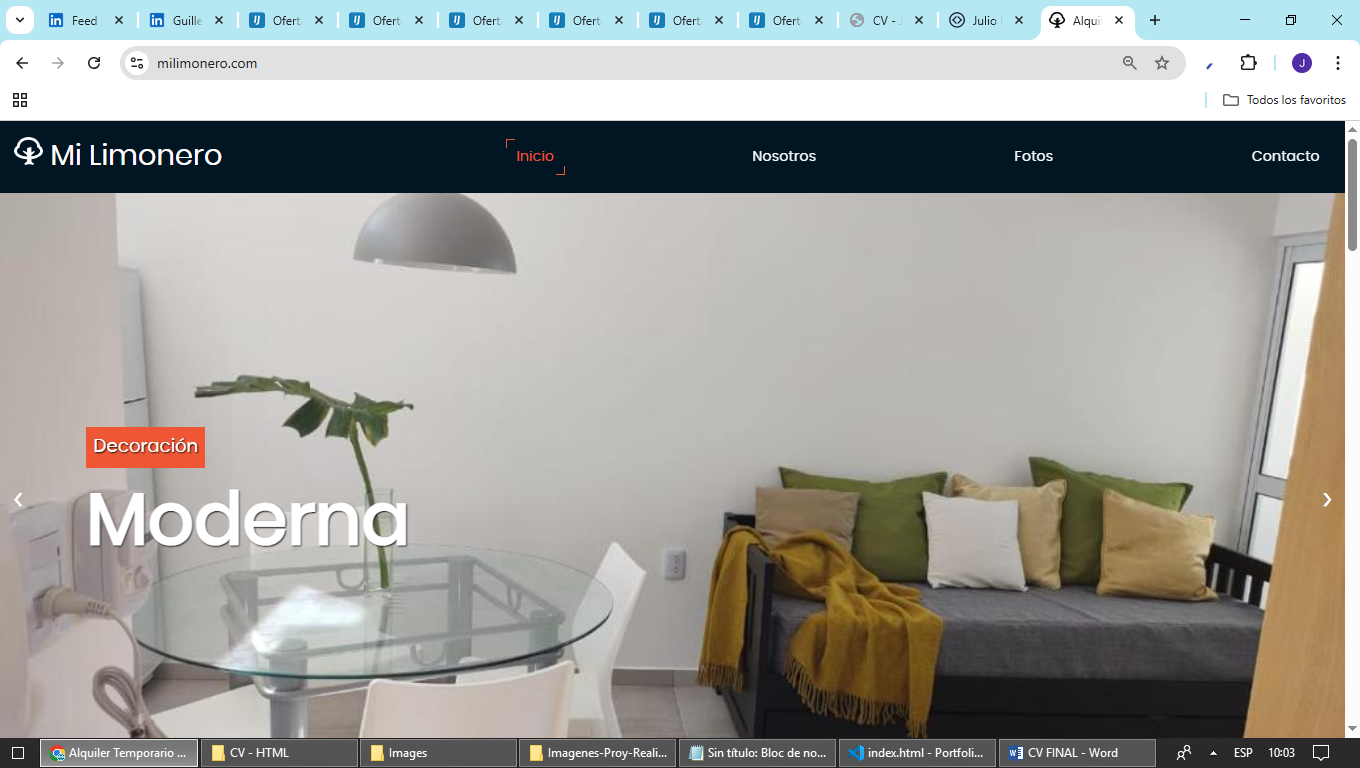 Feed
Guille
Ofert
Ofert
Ofert
Ofert
Ofert
Ofert
CV - J
Julio
Alqui
milimonero.com
J
Todos los favoritos
Mi Limonero
Inicio
Nosotros
Fotos
Contacto
Decoración
Moderna
Alquiler Temporario ...
CV - HTML
Images
Imagenes-Proy-Reali...
Sin título: Bloc de no...
index.html - Portfoli...
CV FINAL - Word
ESP
10:03